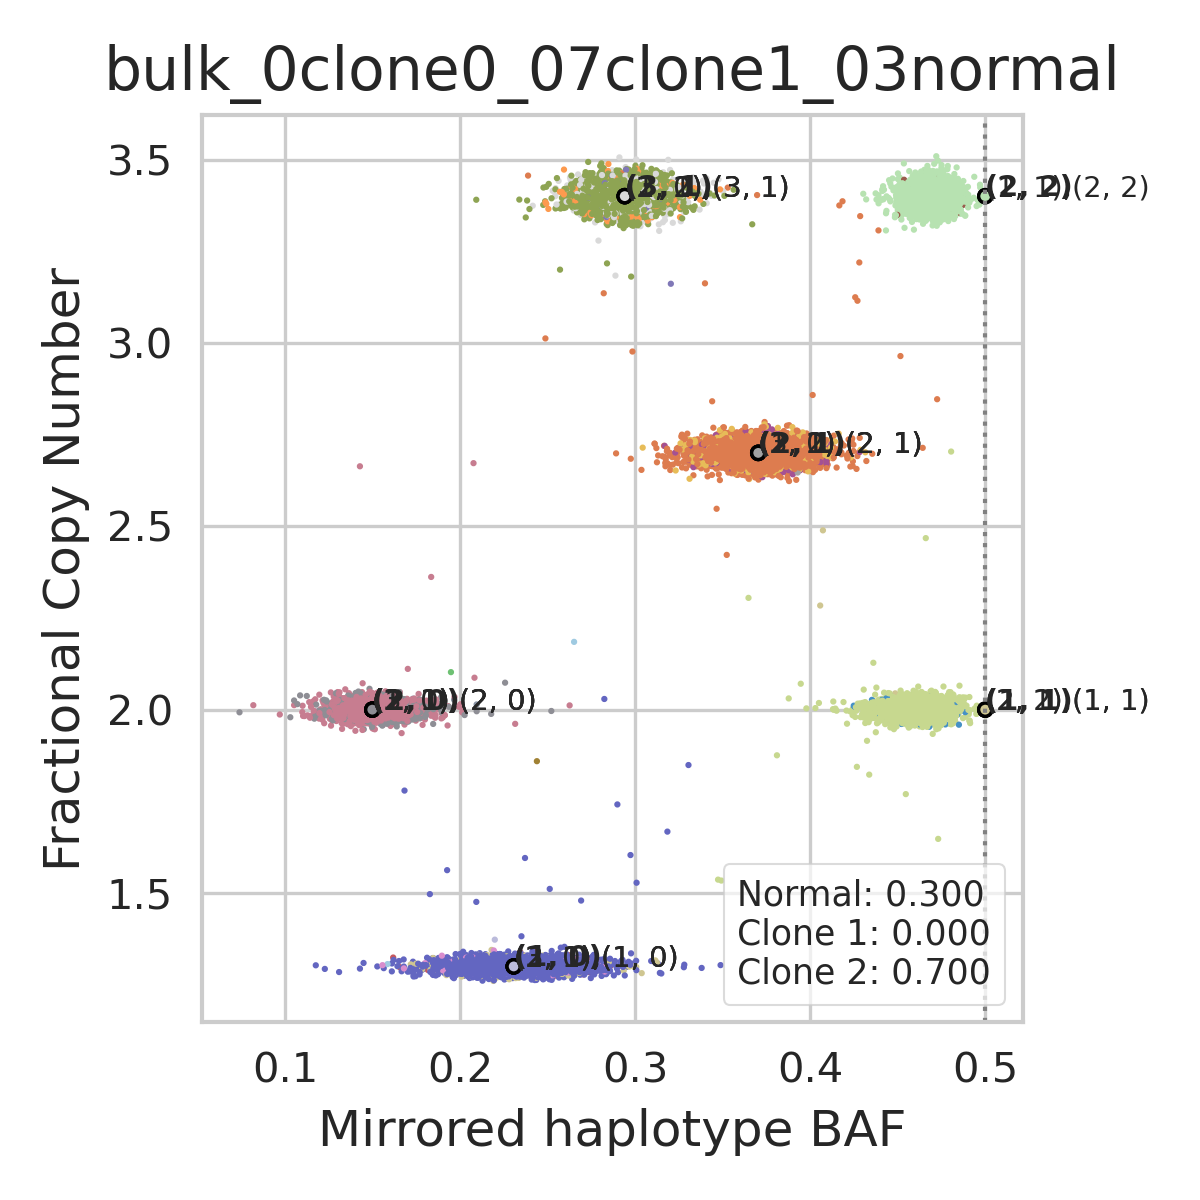 bulk_0clone0_07clone1_03normal
3.5
3.0
2.5
2.0
1.5
Fractional Copy Number
(3, 1)
(2, 2)
(2, 1)
(2, 0)
(1, 1)
(1, 0)
Normal: 0.300
Clone 1: 0.000
Clone 2: 0.700
0.1
0.2
0.3
0.4
0.5
Mirrored haplotype BAF